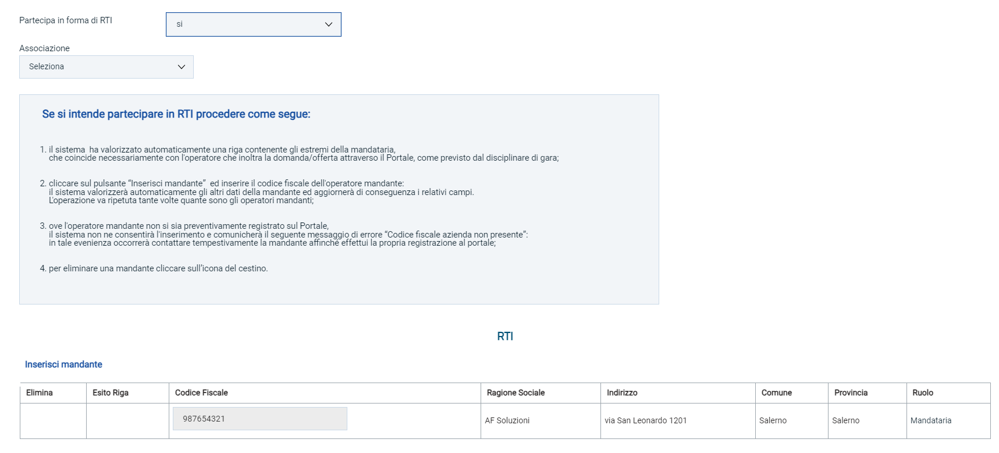 Partecipa in forma di RTI
si
Associazione
Seleziona
Se si intende partecipare in RTI procedere come segue:
1. il sistema  ha valorizzato automaticamente una riga contenente gli estremi della mandataria,
che coincide necessariamente con l'operatore che inoltra la domanda/offerta attraverso il Portale, come previsto dal disciplinare di gara;
2. cliccare sul pulsante “Inserisci mandante”  ed inserire il codice fiscale dell'operatore mandante:
il sistema valorizzerà automaticamente gli altri dati della mandante ed aggiornerà di conseguenza i relativi campi.
L'operazione va ripetuta tante volte quante sono gli operatori mandanti;
3. ove l'operatore mandante non si sia preventivamente registrato sul Portale,
il sistema non ne consentirà l'inserimento e comunicherà il seguente messaggio di errore “Codice fiscale azienda non presente”:
in tale evenienza occorrerà contattare tempestivamente la mandante affinché effettui la propria registrazione al portale;
4. per eliminare una mandante cliccare sull’icona del cestino.
RTI
Inserisci mandante
Elimina Esito Riga Codice Fiscale Ragione Sociale Indirizzo Comune Provincia Ruolo
987654321 AF Soluzioni via San Leonardo 1201 Salerno Salerno Mandataria